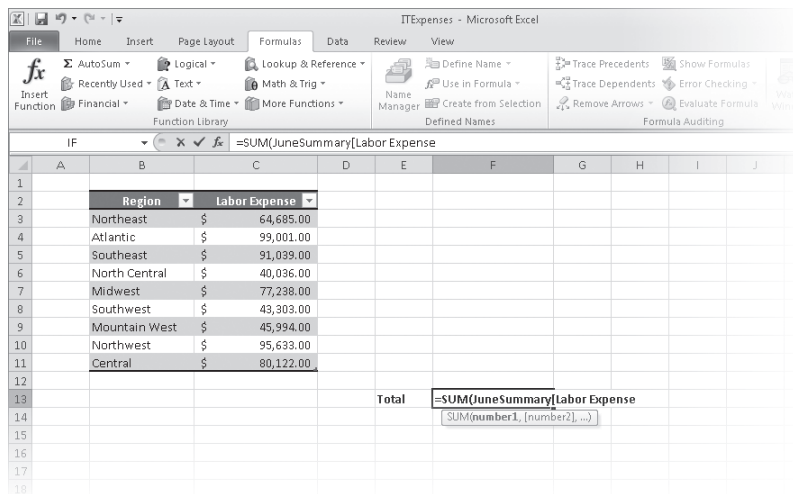 ITExpenses - Microsoft Excel
File Home Insert Page Layout Formulas Data Review View
fx Insert Function
Σ AutoSum
Recently Used
Financial
Logical
Text
Date & Time
Lookup & Reference
Math & Trig
More Functions
Function Library
Name Manager
Define Name
Use in Formula
Create from Selection
Defined Names
Trace Precedents
Trace Dependents
Remove Arrows
Show Formulas
Error Checking
Evaluate Formula
Formula Auditing
IF fx =SUM(JuneSummary[Labor Expense
A B C D E F G H I J
1
2 Region Labor Expense
3 Northeast $ 64,685.00
4 Atlantic $ 99,001.00
5 Southeast $ 91,039.00
6 North Central $ 40,036.00
7 Midwest $ 77,238.00
8 Southwest $ 43,303.00
9 Mountain West $ 45,994.00
10 Northwest $ 95,633.00
11 Central $ 80,122.00
12
13 Total =SUM(JuneSummary[Labor Expense
14 SUM(number1, [number2], ...)
15
16
17
18